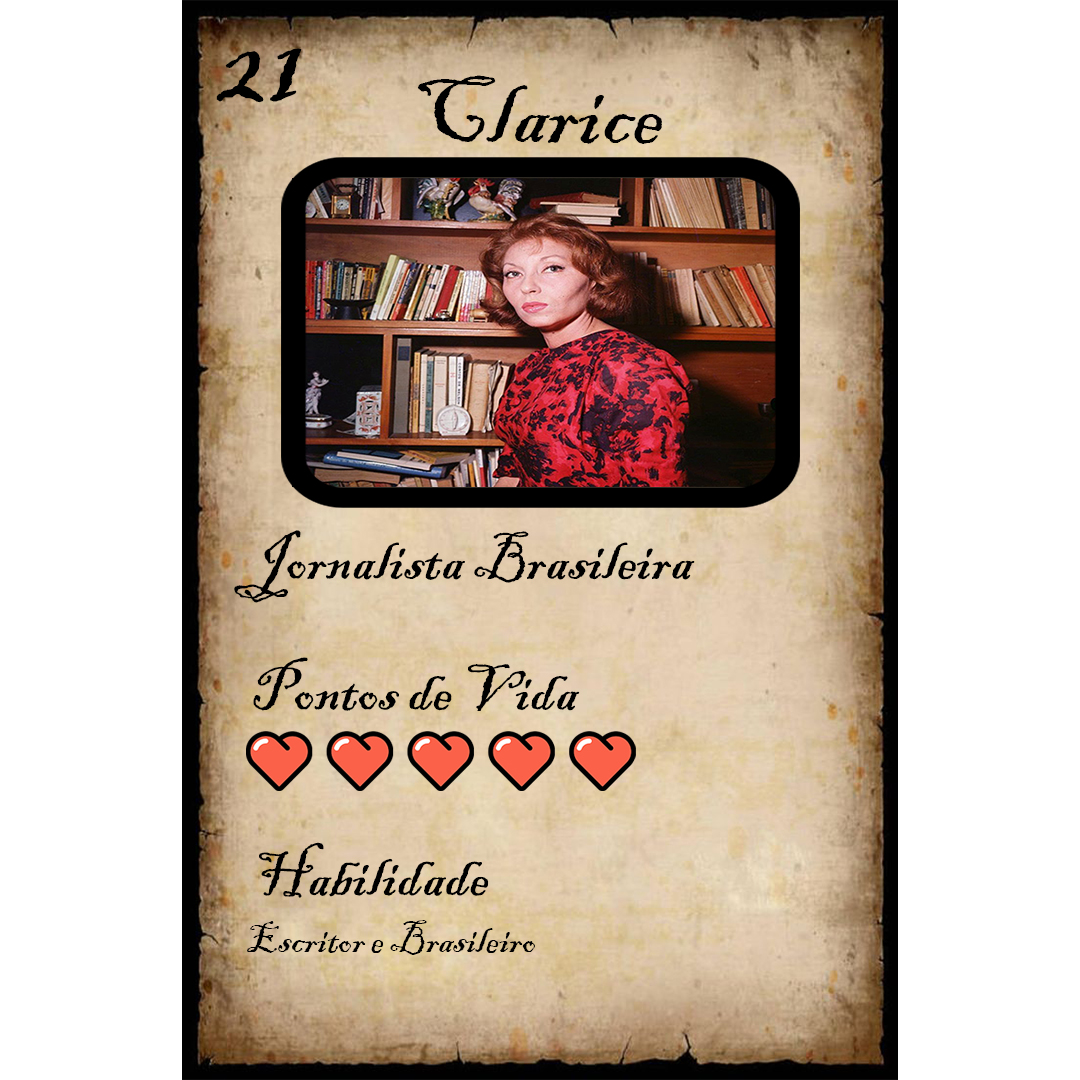 21
Clarice
Jornalista Brasileira
Pontos de Vida
Habilidade
Escritor e Brasileiro